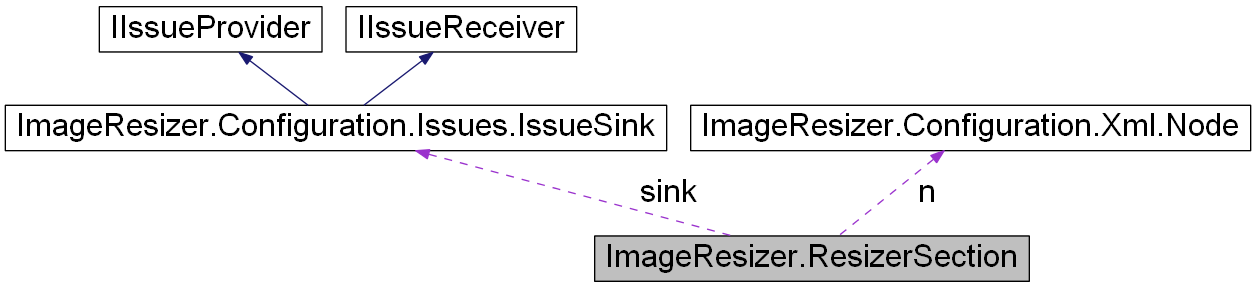 IIssueProvider
IIssueReceiver
ImageResizer.Configuration.Issues.IssueSink
ImageResizer.Configuration.Xml.Node
sink
n
ImageResizer.ResizerSection